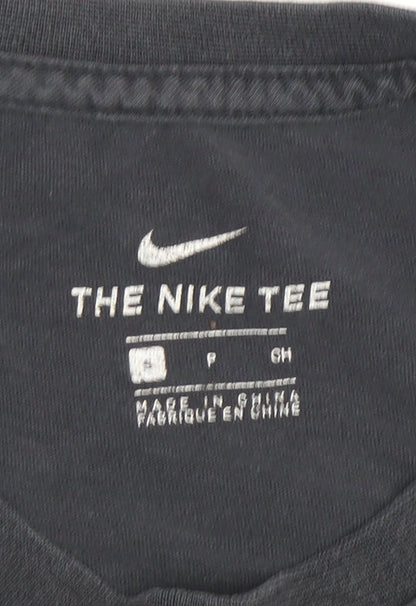 THE NIKE TEE
S P CH
MADE IN CHINA
FABRIQUE EN CHINE